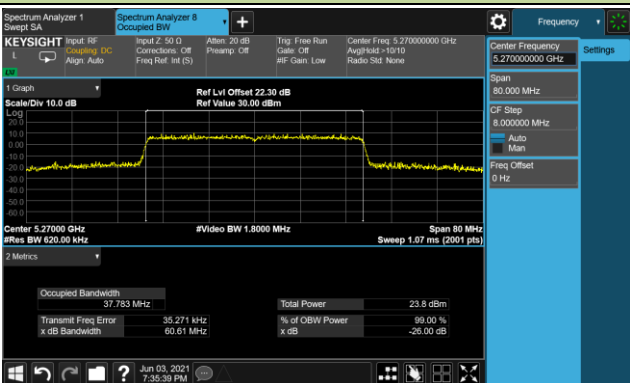 Spectrum Analyzer 1
Swept SA
Spectrum Analyzer 8
Occupied BW
Frequency
KEYSIGHT
L
Input: RF
Coupling: DC
Align: Auto
Input Z: 50 Ω
Corrections: Off
Freq Ref: Int (S)
Atten: 20 dB
Preamp: Off
Trig: Free Run
Gate: Off
#IF Gain: Low
Center Freq: 5.270000000 GHz
Avg|Hold:>10/10
Radio Std: None
Center Frequency
5.270000000 GHz
Settings
Span
80.000 MHz
CF Step
8.000000 MHz
Auto
Man
Freq Offset
0 Hz
1 Graph
Scale/Div 10.0 dB
Ref Lvl Offset 22.30 dB
Ref Value 30.00 dBm
Log
20.0
10.0
0.00
-10.0
-20.0
-30.0
-40.0
-50.0
-60.0
Center 5.27000 GHz
#Res BW 620.00 kHz
#Video BW 1.8000 MHz
Span 80 MHz
Sweep 1.07 ms (2001 pts)
2 Metrics
Occupied Bandwidth
37.783 MHz
Total Power 23.8 dBm
Transmit Freq Error 35.271 kHz
% of OBW Power 99.00 %
x dB Bandwidth 60.61 MHz
x dB -26.00 dB
Jun 03, 2021
7:35:39 PM